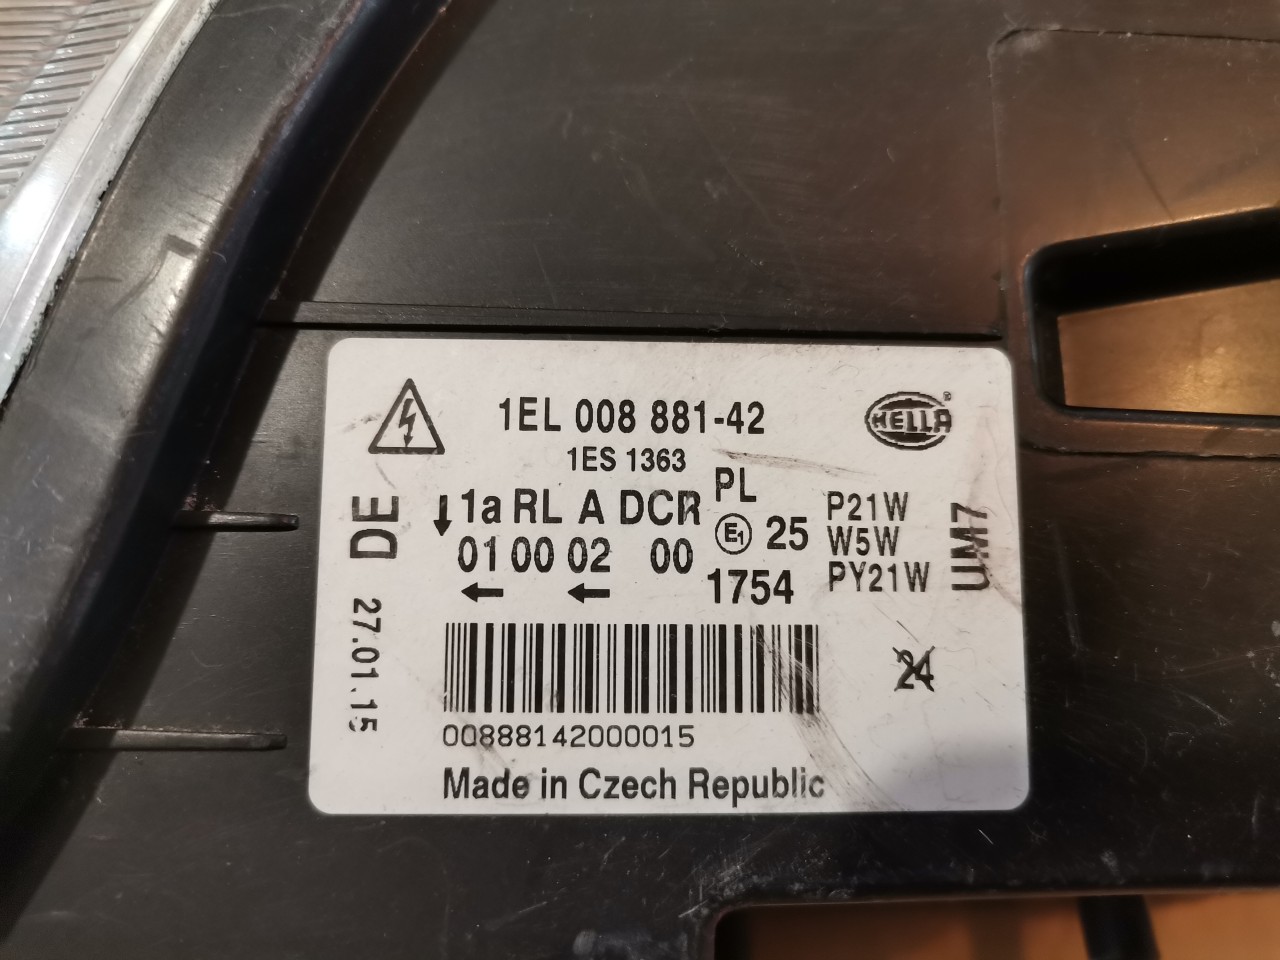 1EL 008 881-42
HELLA®
1ES 1363
↓ 1a RL A DCR PL
01 00 02 00 E1 25
← ← 1754
P21W
W5W
PY21W
UM7
3D
27.01.15
24
00888142000015
Made in Czech Republic